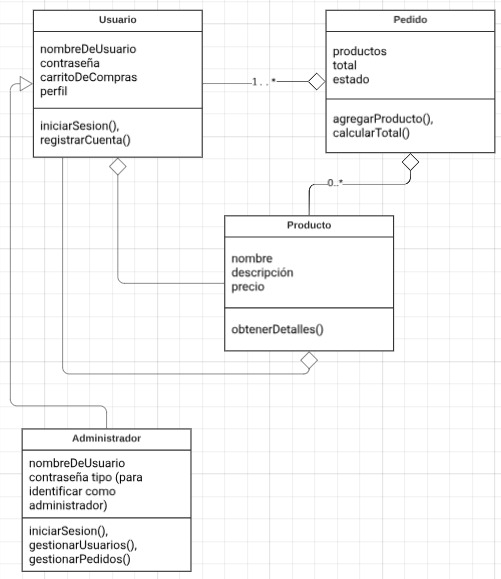 Usuario
nombreDeUsuario
contraseña
carritoDeCompras
perfil
iniciarSesion(),
registrarCuenta()
1..*
Pedido
productos
total
estado
agregarProducto(),
calcularTotal()
0..*
Producto
nombre
descripción
precio
obtenerDetalles()
Administrador
nombreDeUsuario
contraseña tipo (para
identificar como
administrador)
iniciarSesion(),
gestionarUsuarios(),
gestionarPedidos()